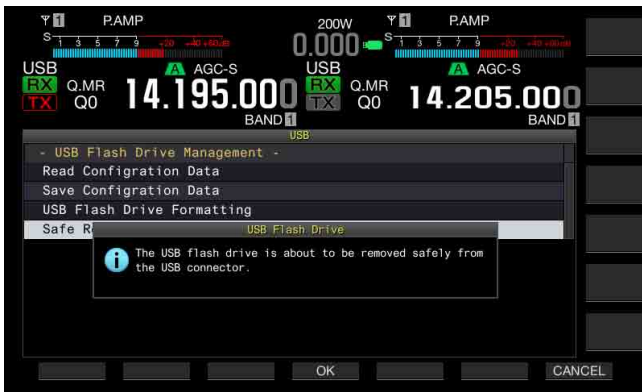 1 P.AMP 200W 1 P.AMP
S 1 3 5 7 9 +20 +40 +60dB 0.000 S 1 3 5 7 9 +20 +40 +60dB
USB A AGC-S USB A AGC-S
RX Q.MR 14.195.000 RX Q.MR 14.205.000
TX Q0 TX Q0
BAND 1 BAND 1
USB
- USB Flash Drive Management -
Read Configration Data
Save Configration Data
USB Flash Drive Formatting
Safe R
USB Flash Drive
The USB flash drive is about to be removed safely from
the USB connector.
OK CANCEL